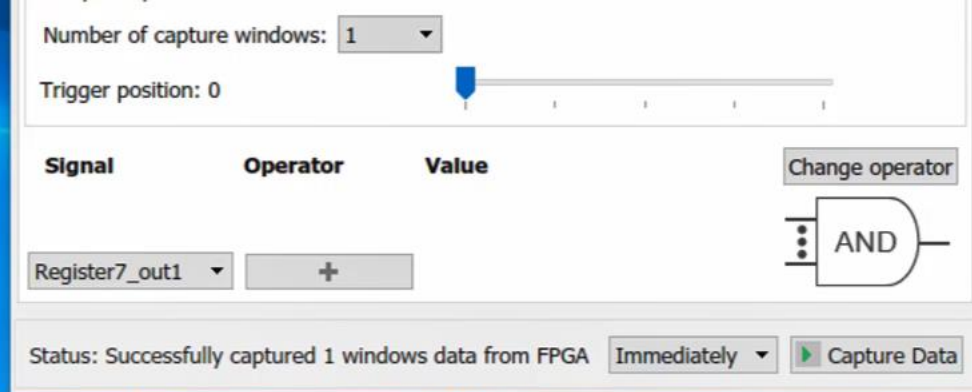 Number of capture windows: 1
Trigger position: 0
Signal Operator Value Change operator
AND
Register7_out1 +
Status: Successfully captured 1 windows data from FPGA Immediately Capture Data